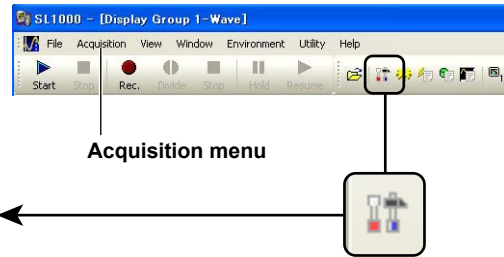 SL1000 - [Display Group 1-Wave]
File Acquisition View Window Environment Utility Help
Start Stop Rec. Divide Stop Hold Resume
Acquisition menu